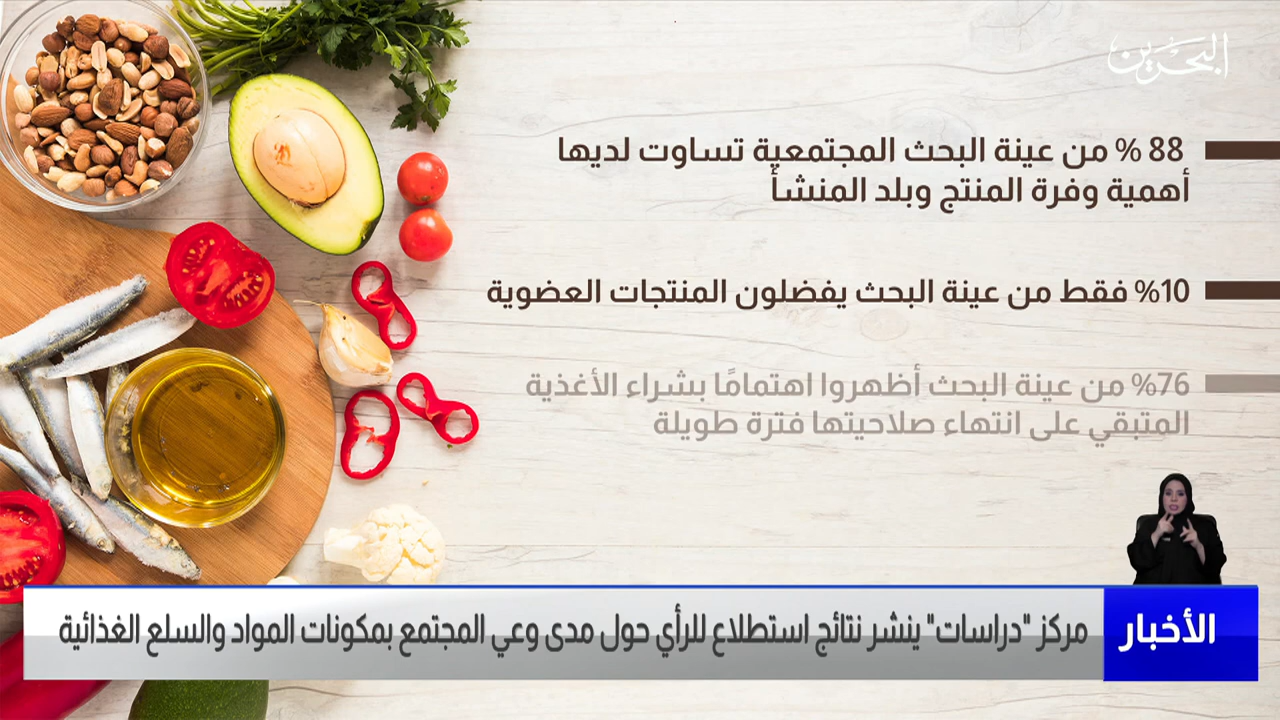 البحرين
88 % من عينة البحث المجتمعية تساوت لديها
أهمية وفرة المنتج وبلد المنشأ
10% فقط من عينة البحث يفضلون المنتجات العضوية
76% من عينة البحث أظهروا اهتمامًا بشراء الأغذية
المتبقي على انتهاء صلاحيتها فترة طويلة
الأخبار
مركز "دراسات" ينشر نتائج استطلاع للرأي حول مدى وعي المجتمع بمكونات المواد والسلع الغذائية